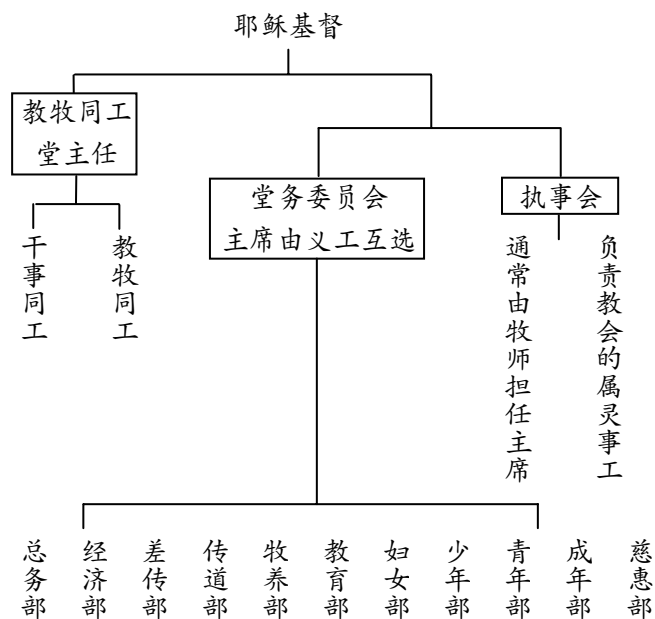 耶稣基督
教牧同工
堂主任
堂务委员会
主席由义工互选
执事会
干事同工
教牧同工
通常由牧师担任主席
负责教会的属灵事工
总务部
经济部
差传部
传道部
牧养部
教育部
妇女部
少年部
青年部
成年部
慈惠部